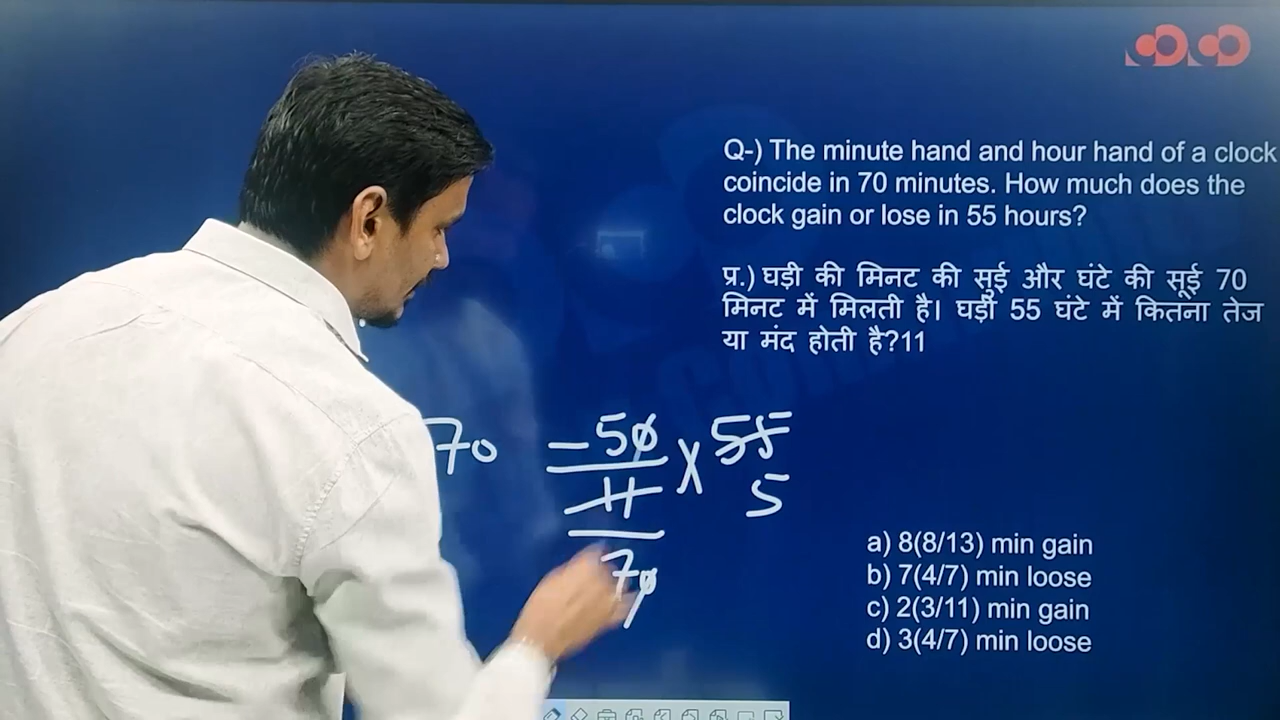 Q-) The minute hand and hour hand of a clock
coincide in 70 minutes. How much does the
clock gain or lose in 55 hours?
प्र.) घड़ी की मिनट की सुई और घंटे की सूई 70
मिनट में मिलती है। घड़ी 55 घंटे में कितना तेज
या मंद होती है?11
70 -50 × 55
11 5
70
a) 8(8/13) min gain
b) 7(4/7) min loose
c) 2(3/11) min gain
d) 3(4/7) min loose